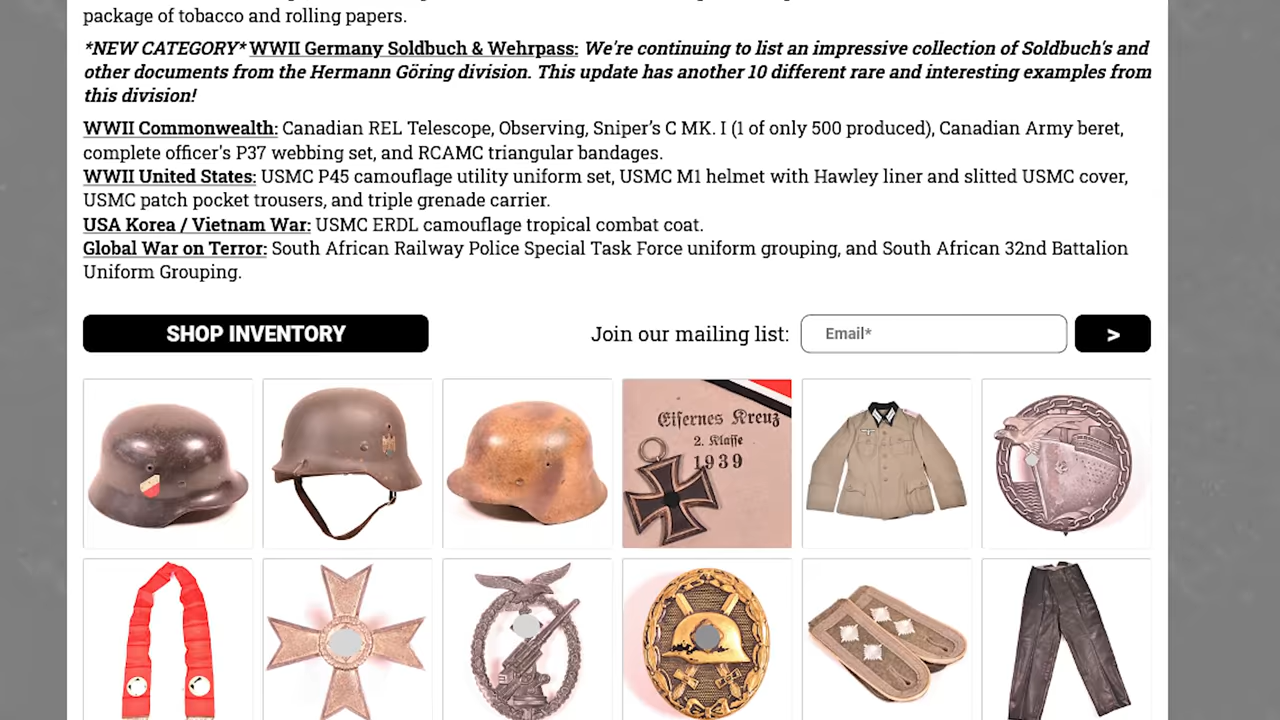 package of tobacco and rolling papers.
*NEW CATEGORY* WWII Germany Soldbuch & Wehrpass: We're continuing to list an impressive collection of Soldbuch's and
other documents from the Hermann Göring division. This update has another 10 different rare and interesting examples from
this division!
WWII Commonwealth: Canadian REL Telescope, Observing, Sniper’s C MK. I (1 of only 500 produced), Canadian Army beret,
complete officer's P37 webbing set, and RCAMC triangular bandages.
WWII United States: USMC P45 camouflage utility uniform set, USMC M1 helmet with Hawley liner and slitted USMC cover,
USMC patch pocket trousers, and triple grenade carrier.
USA Korea / Vietnam War: USMC ERDL camouflage tropical combat coat.
Global War on Terror: South African Railway Police Special Task Force uniform grouping, and South African 32nd Battalion
Uniform Grouping.
SHOP INVENTORY
Join our mailing list:
Email*
>
Eisernes Kreuz
2. Klasse
1939